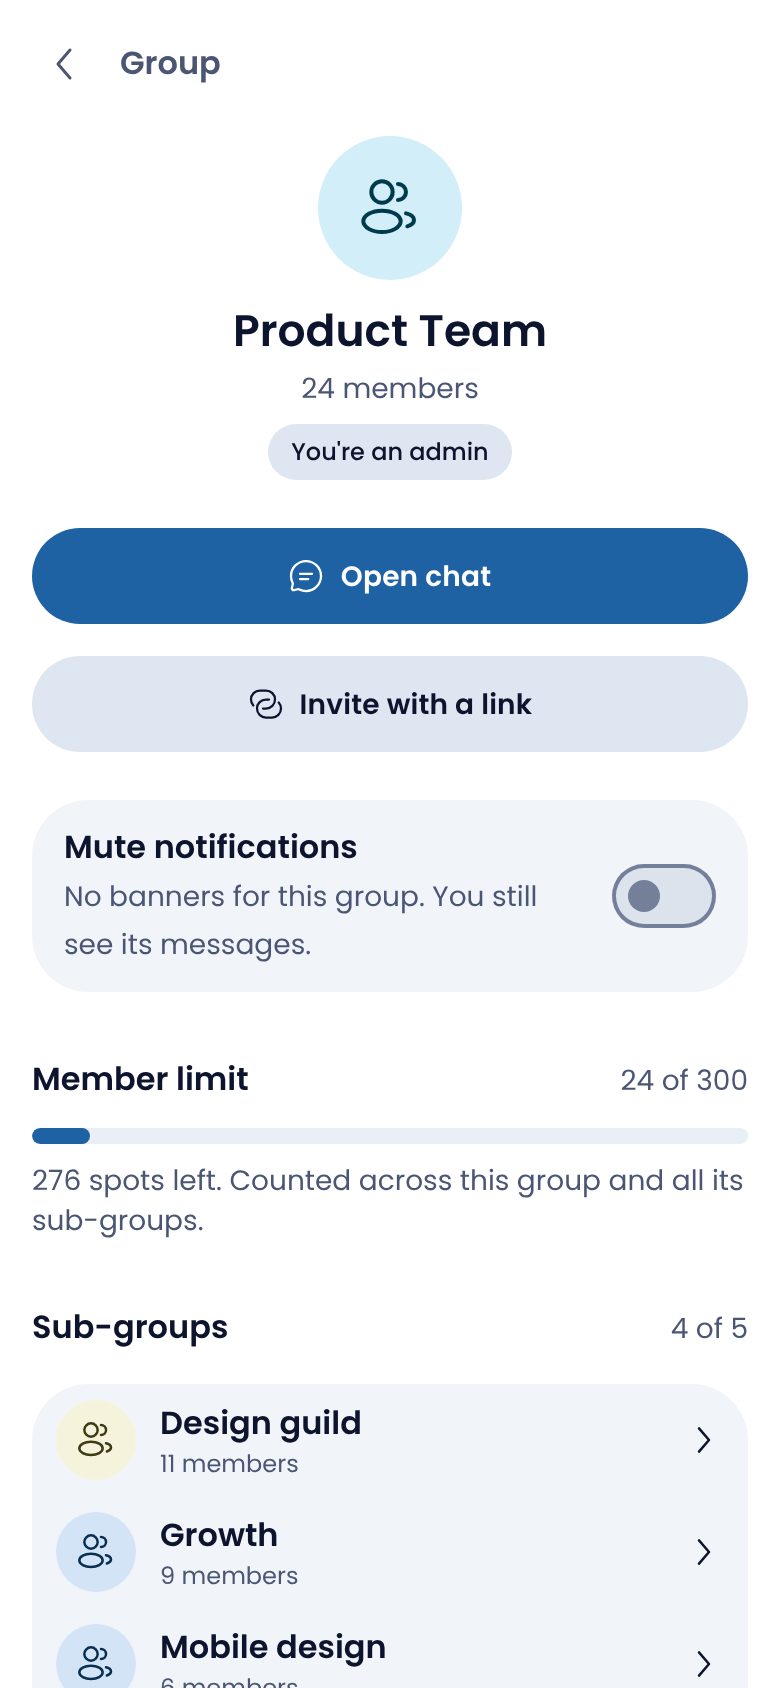 Group
Product Team
24 members
You're an admin
Open chat
Invite with a link
Mute notifications
No banners for this group. You still
see its messages.
Member limit
24 of 300
276 spots left. Counted across this group and all its
sub-groups.
Sub-groups
4 of 5
Design guild
11 members
Growth
9 members
Mobile design
6 members